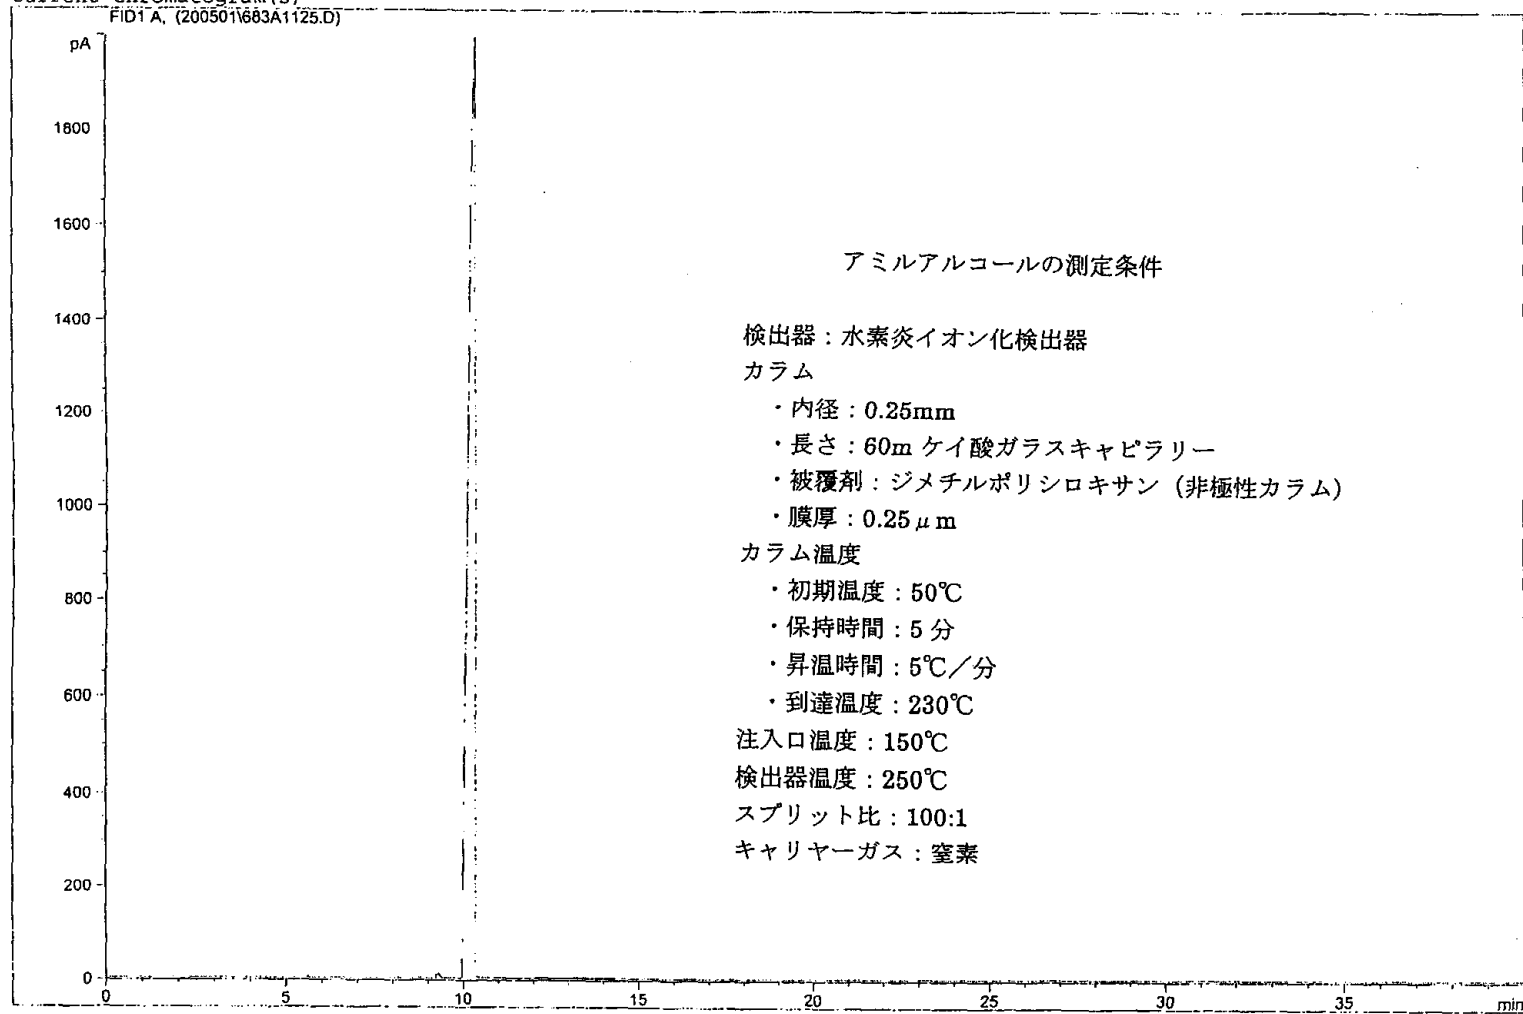 FID1 A, (200501\683A1125.D)
pA
1800
1600
1400
1200
1000
800
600
400
200
0
アミルアルコールの測定条件
検出器：水素炎イオン化検出器
カラム
・内径：0.25mm
・長さ：60m ケイ酸ガラスキャピラリー
・被覆剤：ジメチルポリシロキサン（非極性カラム）
・膜厚：0.25μm
カラム温度
・初期温度：50℃
・保持時間：5 分
・昇温時間：5℃／分
・到達温度：230℃
注入口温度：150℃
検出器温度：250℃
スプリット比：100:1
キャリヤーガス：窒素
0 5 10 15 20 25 30 35 min